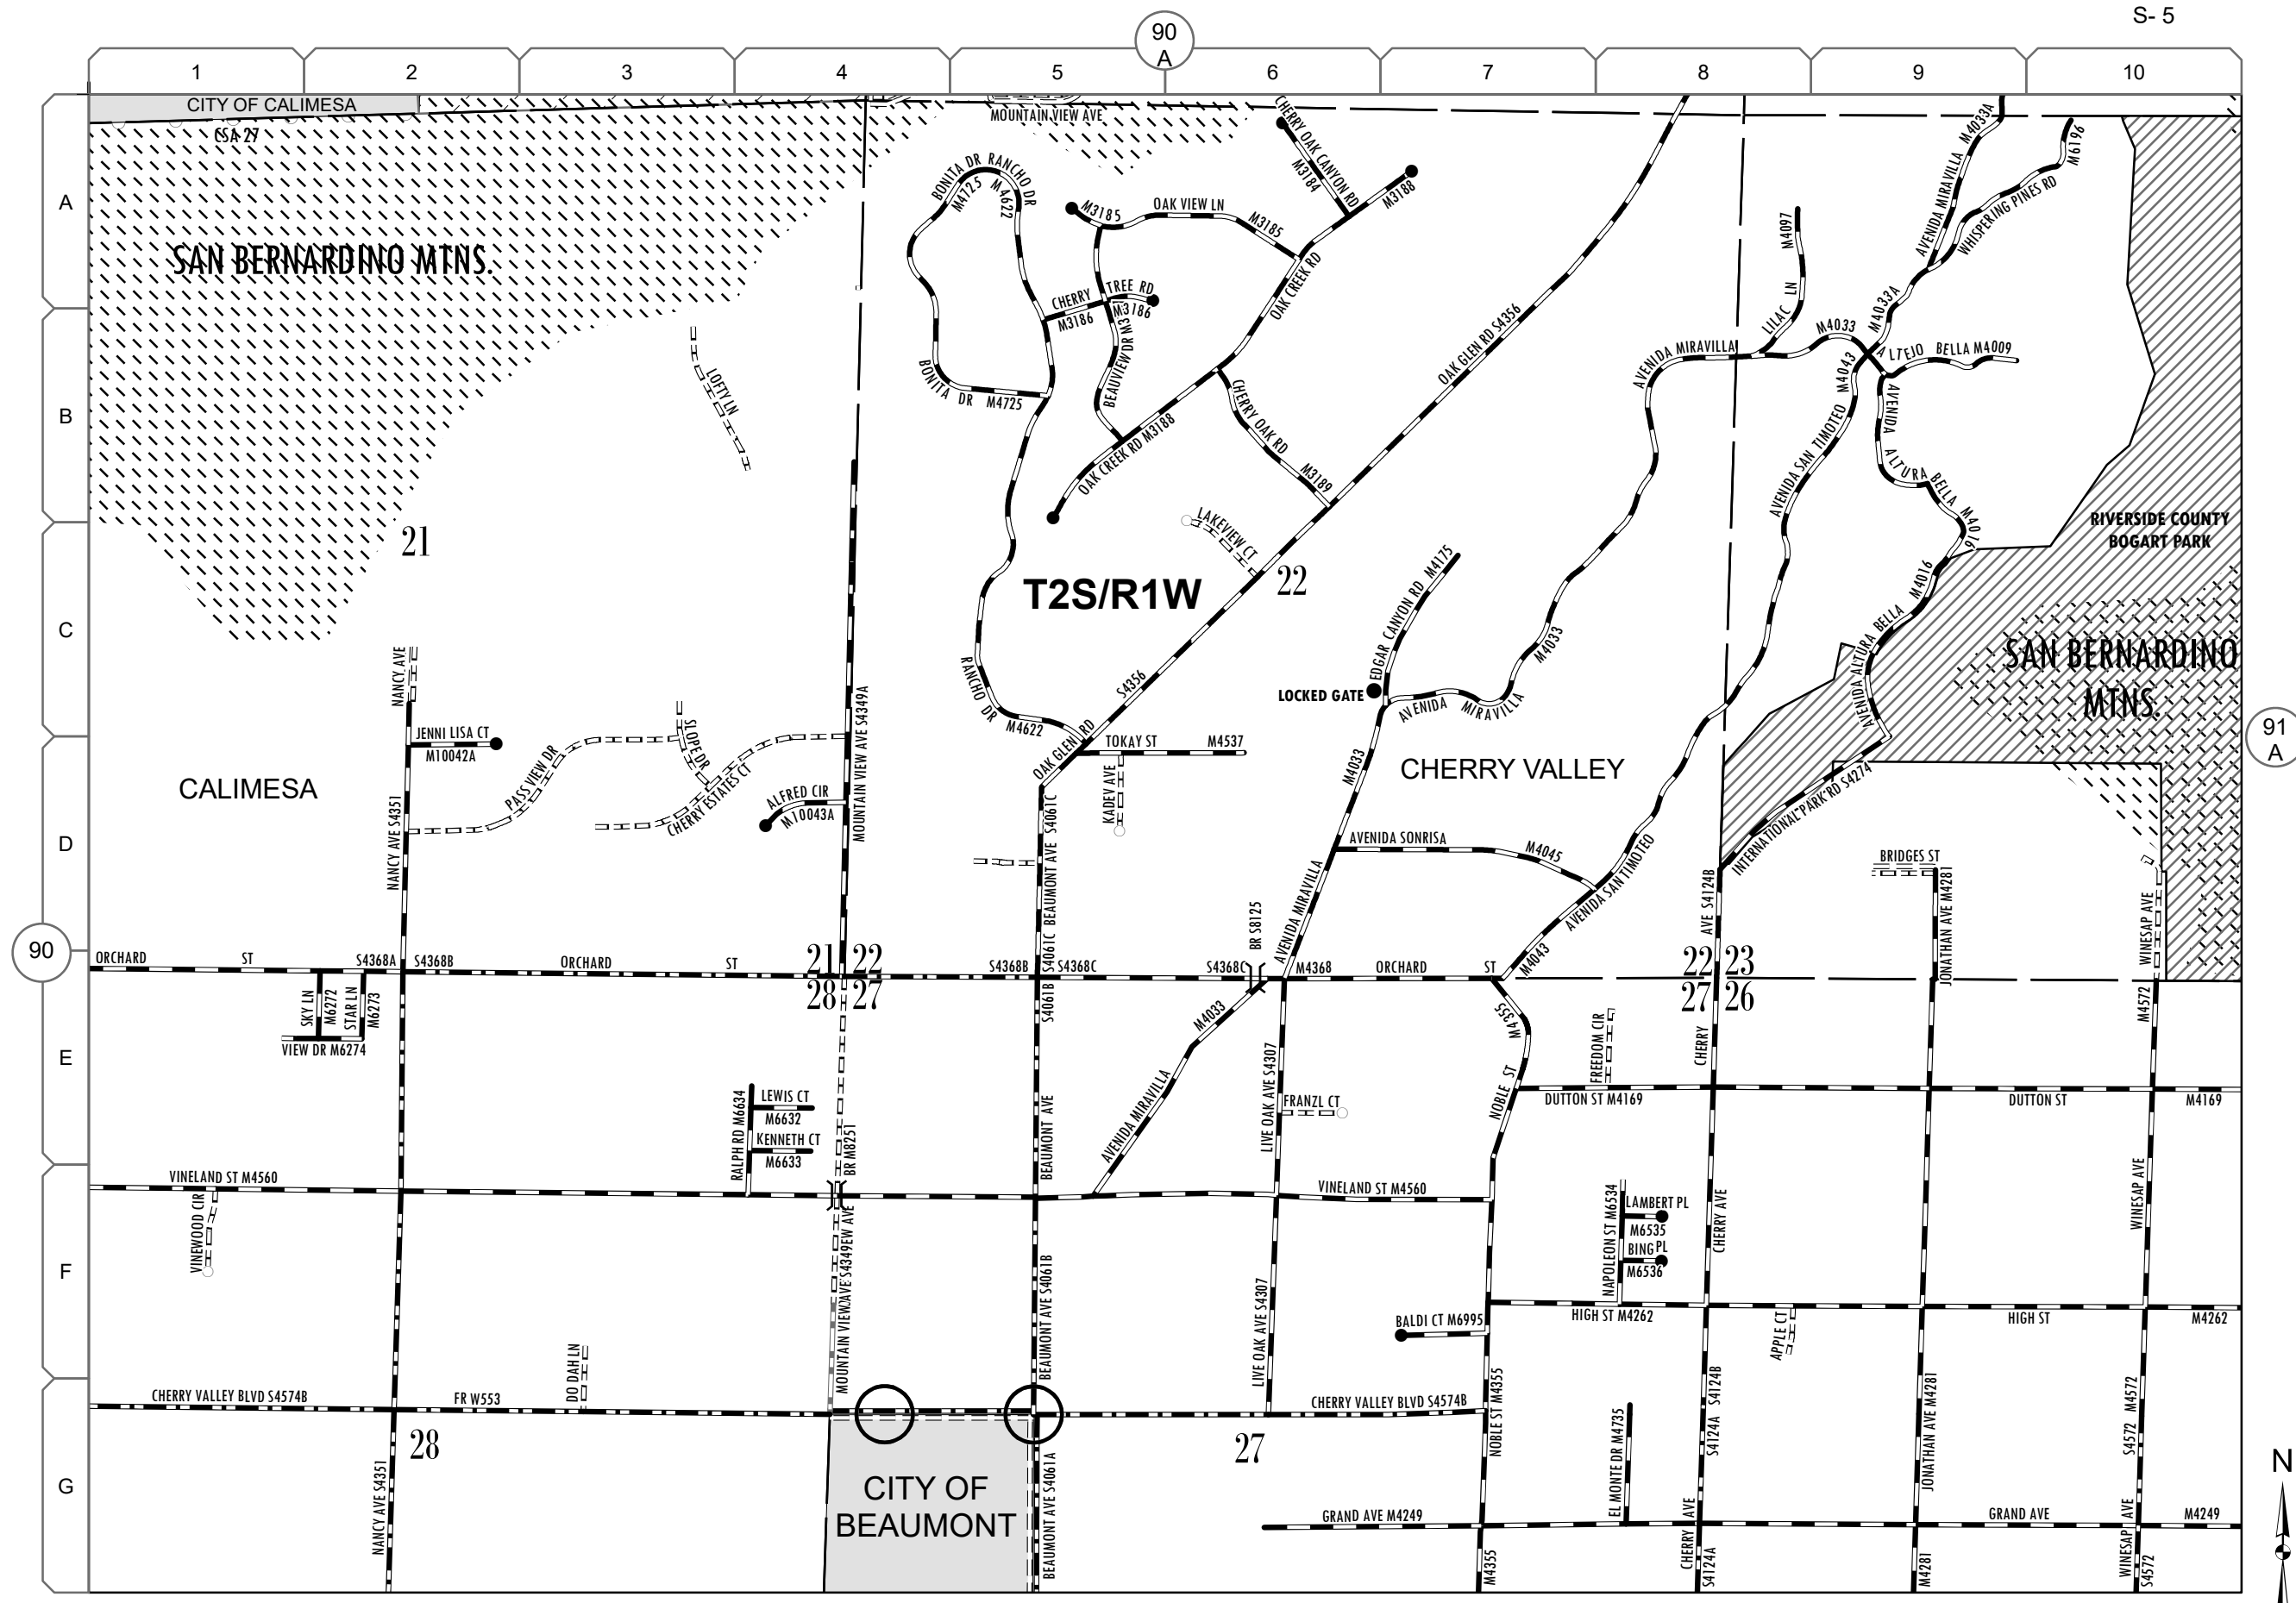 S- 5
90
A
1
2
3
4
5
6
7
8
9
10
CITY OF CALIMESA
CSA 27
MOUNTAIN VIEW AVE
A
SAN BERNARDINO MTNS.
BONITA DR
M4725
RANCHO DR
M4622
M3185
OAK VIEW LN
M3185
CHERRY OAK CANYON RD
M3184
M3188
OAK CREEK RD
CHERRY
TREE RD
M3186
M3186
BEAUVIEW DR M3
BONITA DR M4725
OAK CREEK RD M3188
CHERRY OAK RD
M3189
OAK GLEN RD S4356
AVENIDA MIRAVILLA M4033A
WHISPERING PINES RD
M6196
M4097
LILAC LN
M4033
M4033A
AVENIDA MIRAVILLA
ALTEJO BELLA M4009
M4043
AVENIDA SAN TIMOTEO
AVENIDA ALTURA BELLA M4016
B
LOFTY LN
21
LAKEVIEW CT
T2S/R1W
22
RIVERSIDE COUNTY
BOGART PARK
C
EDGAR CANYON RD M4175
LOCKED GATE
AVENIDA MIRAVILLA
M4033
M4016
AVENIDA ALTURA BELLA
SAN BERNARDINO
MTNS.
NANCY AVE
RANCHO DR
M4622
S4356
OAK GLEN RD
MOUNTAIN VIEW AVE S4349A
JENNI LISA CT
M10042A
SLOPE DR
PASS VIEW DR
CHERRY ESTATES CT
ALFRED CIR
M10043A
TOKAY ST
M4537
KADEV AVE
CALIMESA
CHERRY VALLEY
91
A
D
NANCY AVE S4351
BEAUMONT AVE S4061C
M4033
AVENIDA SONRISA
M4045
AVENIDA SAN TIMOTEO
INTERNATIONAL PARK RD S4274
BRIDGES ST
JONATHAN AVE M4281
WINESAP AVE
AVE S4124B
AVENIDA MIRAVILLA
BR S8125
M4043
90
ORCHARD
ST
S4368A
S4368B
ORCHARD
ST
21
22
28
27
S4368B
S4061C
S4368C
S4368C
M4368
ORCHARD
ST
22
23
27
26
E
SKY LN
M6272
STAR LN
M6273
VIEW DR M6274
S4061B
M4033
AVENIDA MIRAVILLA
LIVE OAK AVE S4307
M4355
NOBLE ST
FREEDOM CIR
CHERRY
M4572
FRANZL CT
DUTTON ST M4169
DUTTON ST
M4169
RALPH RD M6634
LEWIS CT
M6632
KENNETH CT
M6633
BR M8251
BEAUMONT AVE
VINELAND ST M4560
VINELAND ST M4560
F
VINEWOOD CIR
MOUNTAIN VIEW AVE
S4349
BEAUMONT AVE S4061B
LIVE OAK AVE S4307
NAPOLEON ST M6534
LAMBERT PL
M6535
BING PL
M6536
CHERRY AVE
WINESAP AVE
HIGH ST M4262
HIGH ST
M4262
BALDI CT M6995
APPLE CT
DO DAH LN
CHERRY VALLEY BLVD S4574B
FR W553
CHERRY VALLEY BLVD S4574B
NOBLE ST M4355
S4124B
S4124A
JONATHAN AVE M4281
M4572
S4572
28
27
G
NANCY AVE S4351
CITY OF
BEAUMONT
BEAUMONT AVE S4061A
EL MONTE DR M4735
GRAND AVE M4249
GRAND AVE
M4249
M4355
CHERRY AVE
S4124A
M4281
WINESAP AVE
S4572
N